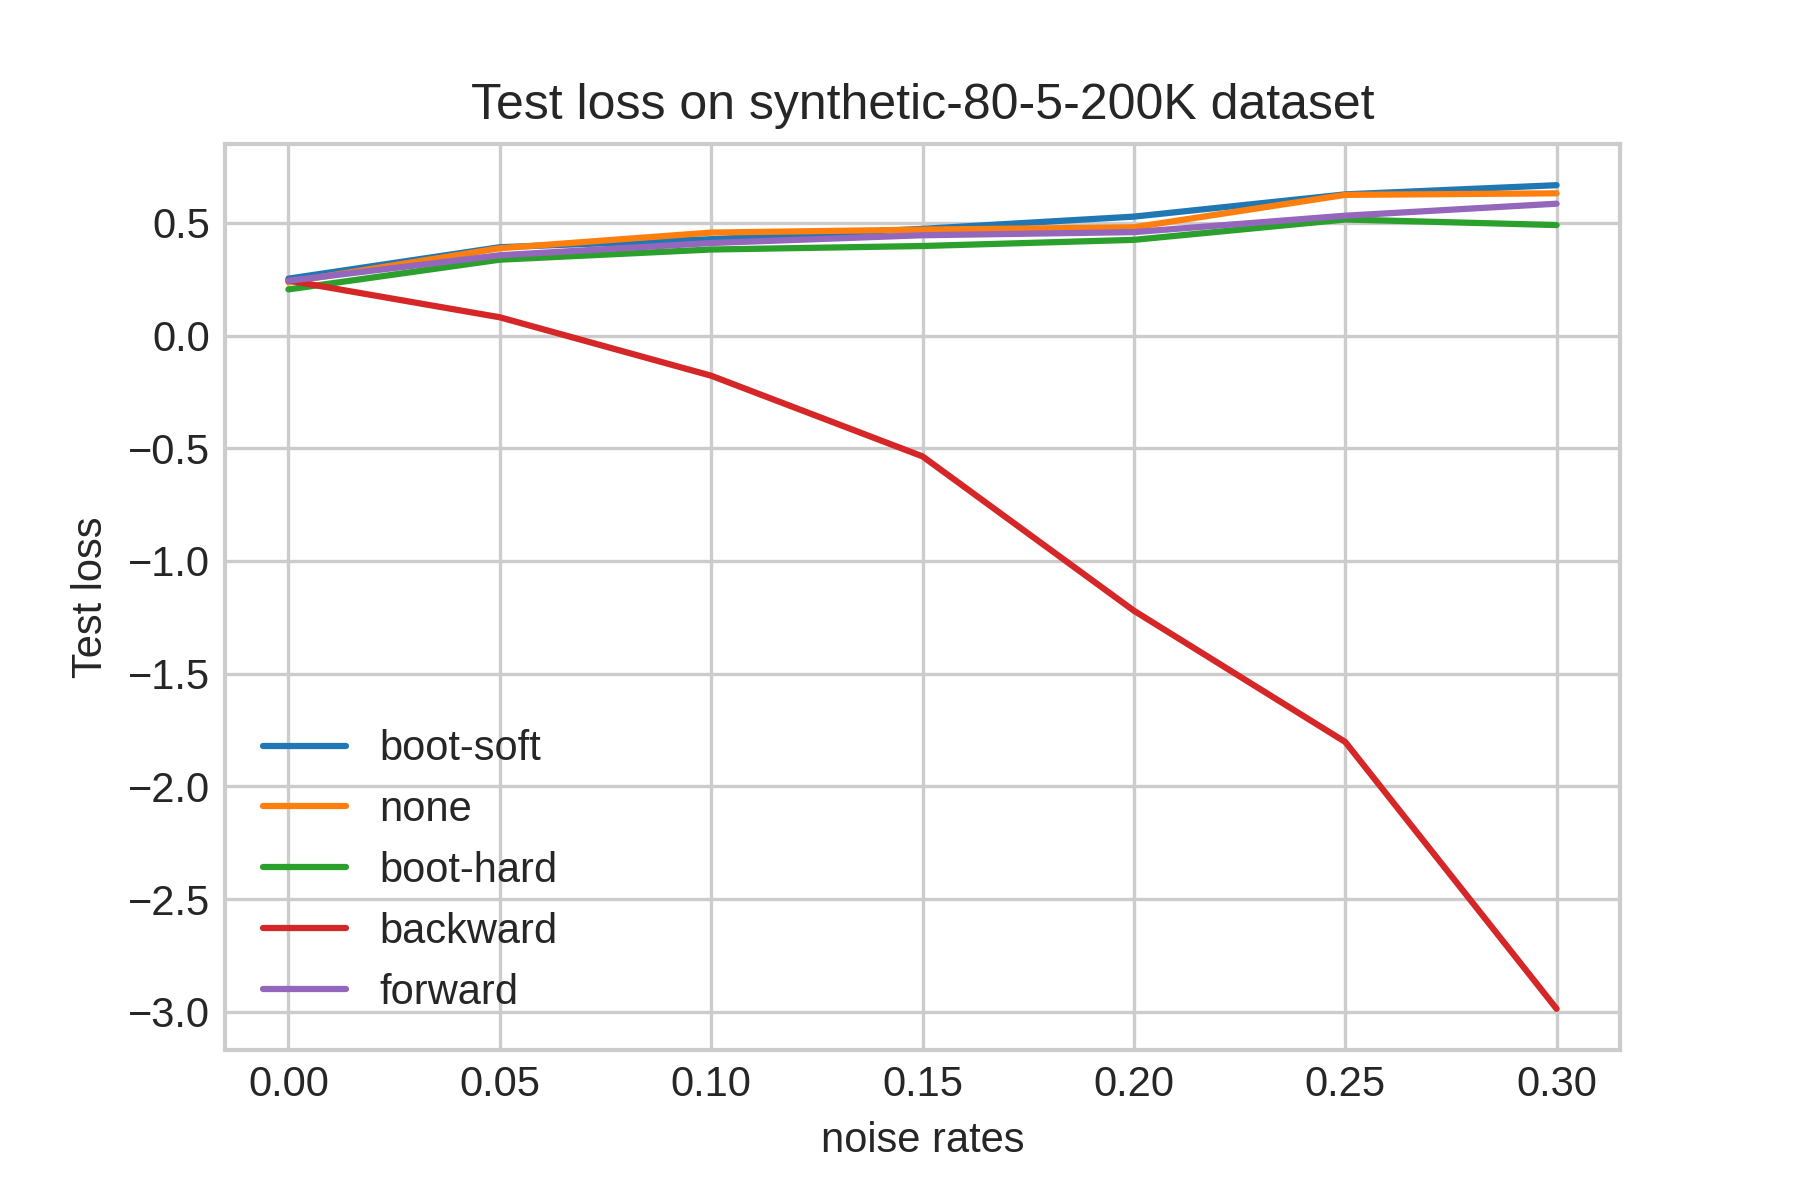 Test loss on synthetic-80-5-200K dataset
0.5
0.0
−0.5
−1.0
−1.5
−2.0
−2.5
−3.0
Test loss
boot-soft
none
boot-hard
backward
forward
0.00 0.05 0.10 0.15 0.20 0.25 0.30
noise rates